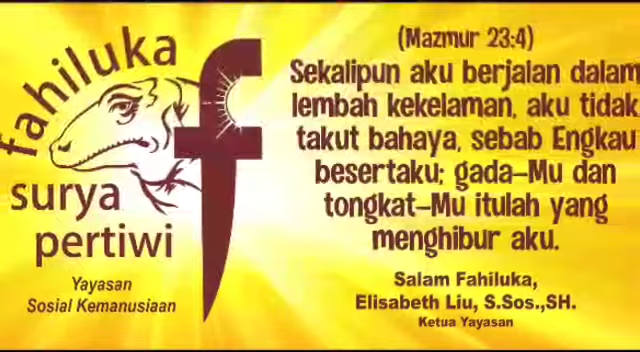 fahiluka
surya
pertiwi
Yayasan
Sosial Kemanusiaan
(Mazmur 23:4)
Sekalipun aku berjalan dalam
lembah kekelaman, aku tidak
takut bahaya, sebab Engkau
besertaku; gada-Mu dan
tongkat-Mu itulah yang
menghibur aku.
Salam Fahiluka,
Elisabeth Liu, S.Sos.,SH.
Ketua Yayasan